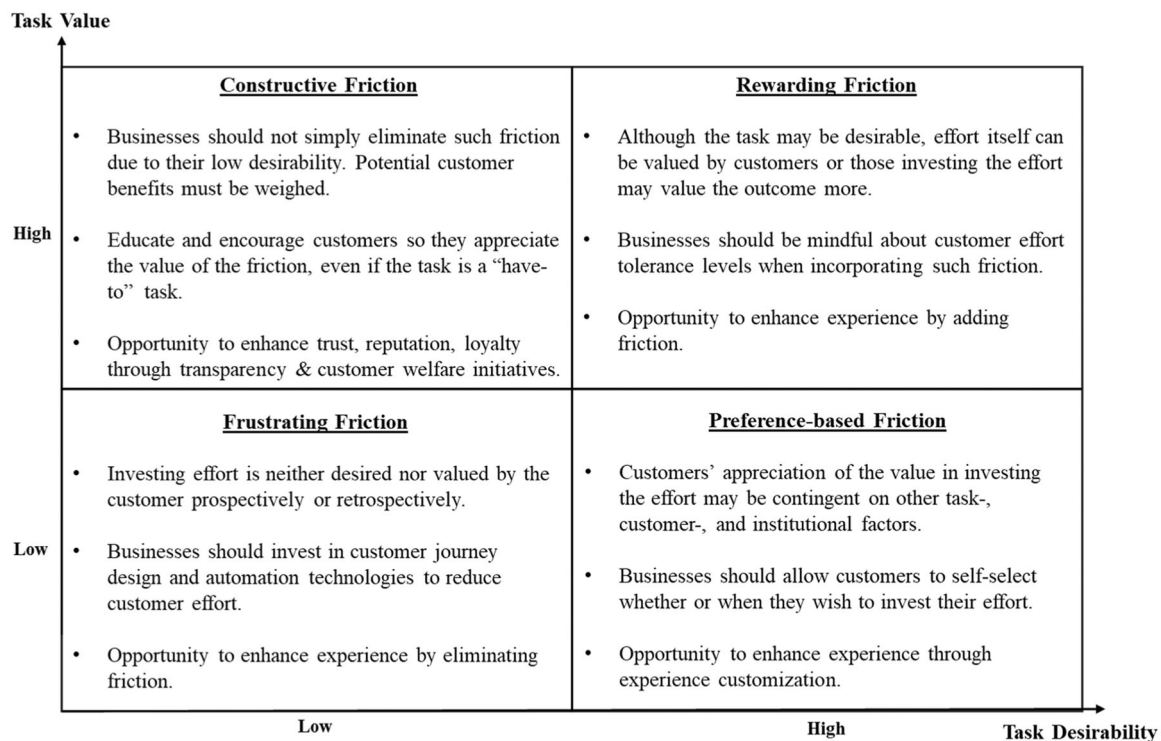 Task Value
Constructive Friction
• Businesses should not simply eliminate such friction
due to their low desirability. Potential customer
benefits must be weighed.
High
• Educate and encourage customers so they appreciate
the value of the friction, even if the task is a “have-
to” task.
• Opportunity to enhance trust, reputation, loyalty
through transparency & customer welfare initiatives.
Rewarding Friction
• Although the task may be desirable, effort itself can
be valued by customers or those investing the effort
may value the outcome more.
• Businesses should be mindful about customer effort
tolerance levels when incorporating such friction.
• Opportunity to enhance experience by adding
friction.
Frustrating Friction
• Investing effort is neither desired nor valued by the
customer prospectively or retrospectively.
Low
• Businesses should invest in customer journey
design and automation technologies to reduce
customer effort.
• Opportunity to enhance experience by eliminating
friction.
Preference-based Friction
• Customers’ appreciation of the value in investing
the effort may be contingent on other task-,
customer-, and institutional factors.
• Businesses should allow customers to self-select
whether or when they wish to invest their effort.
• Opportunity to enhance experience through
experience customization.
Low
High
Task Desirability